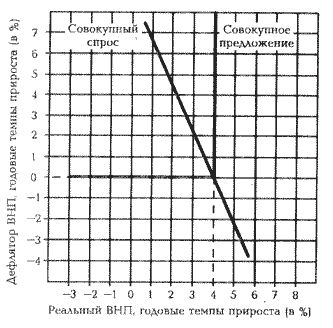 Совокупный
спрос
Совокупное
предложение
Дефлятор ВНП, годовые темпы прироста (в %)
7
6
5
4
3
2
1
0
−1
−2
−3
−4
−3 −2 −1 0 1 2 3 4 5 6 7 8
Реальный ВНП, годовые темпы прироста (в %)